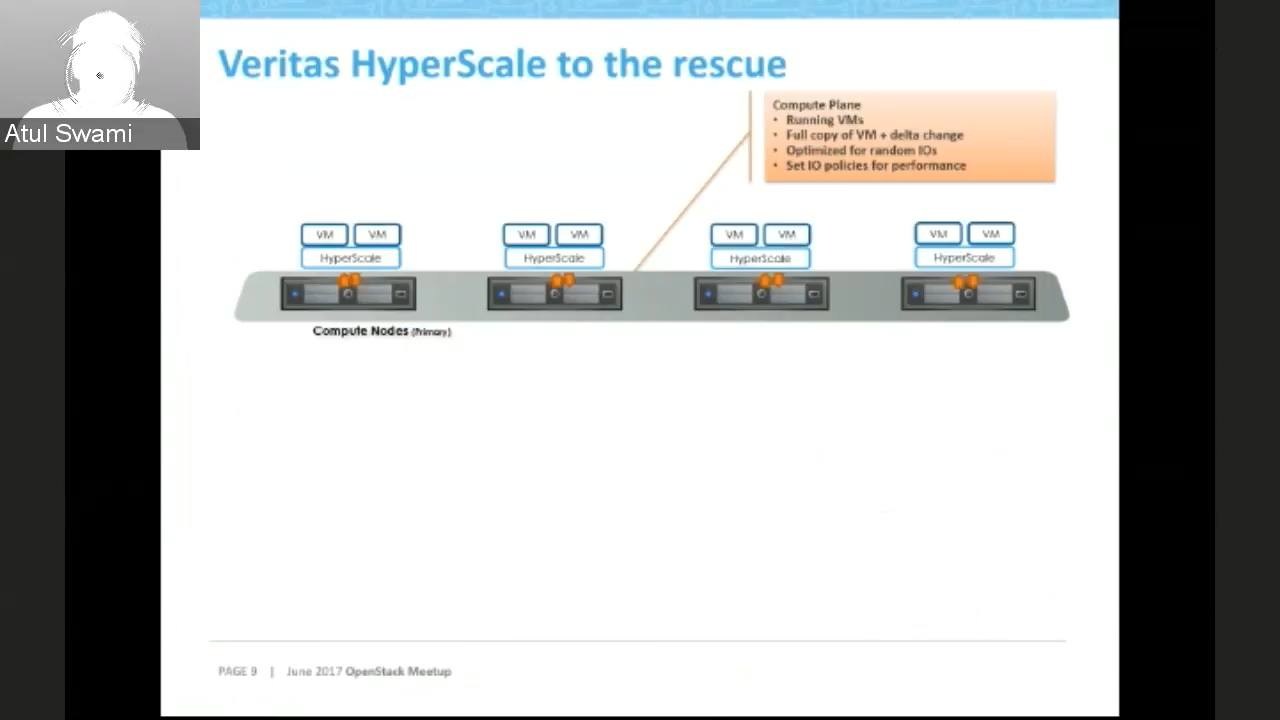 Veritas HyperScale to the rescue
Atul Swami
Compute Plane
• Running VMs
• Full copy of VM + delta change
• Optimized for random IOs
• Set IO policies for performance
VM VM VM VM VM VM VM VM
HyperScale HyperScale HyperScale HyperScale
Compute Nodes (Primary)
PAGE 9 | June 2017 OpenStack Meetup